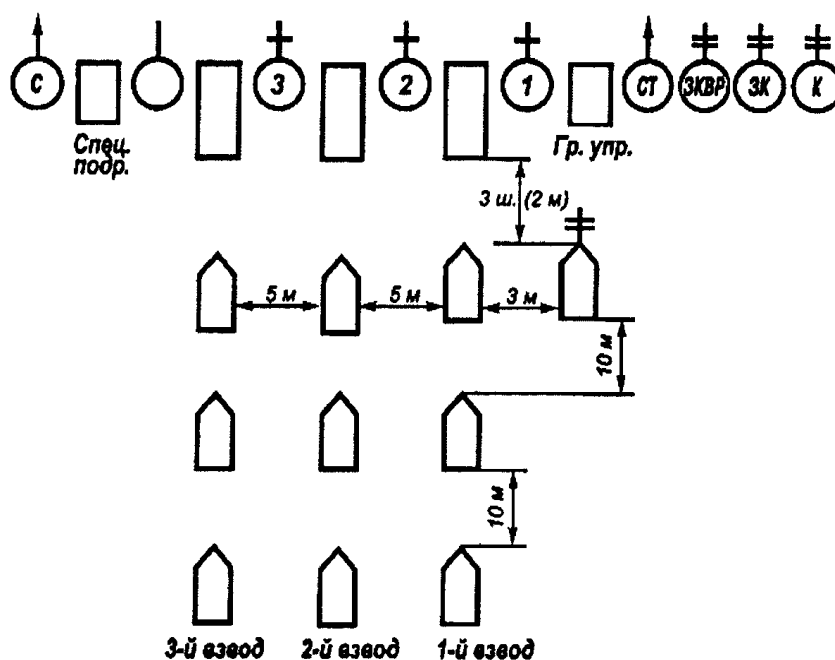 С 3 2 1 СТ ЗКВР ЗК К
Спец.
подр.
Гр. упр.
3 ш. (2 м)
5 м 5 м 3 м
10 м
10 м
3-й взвод 2-й взвод 1-й взвод